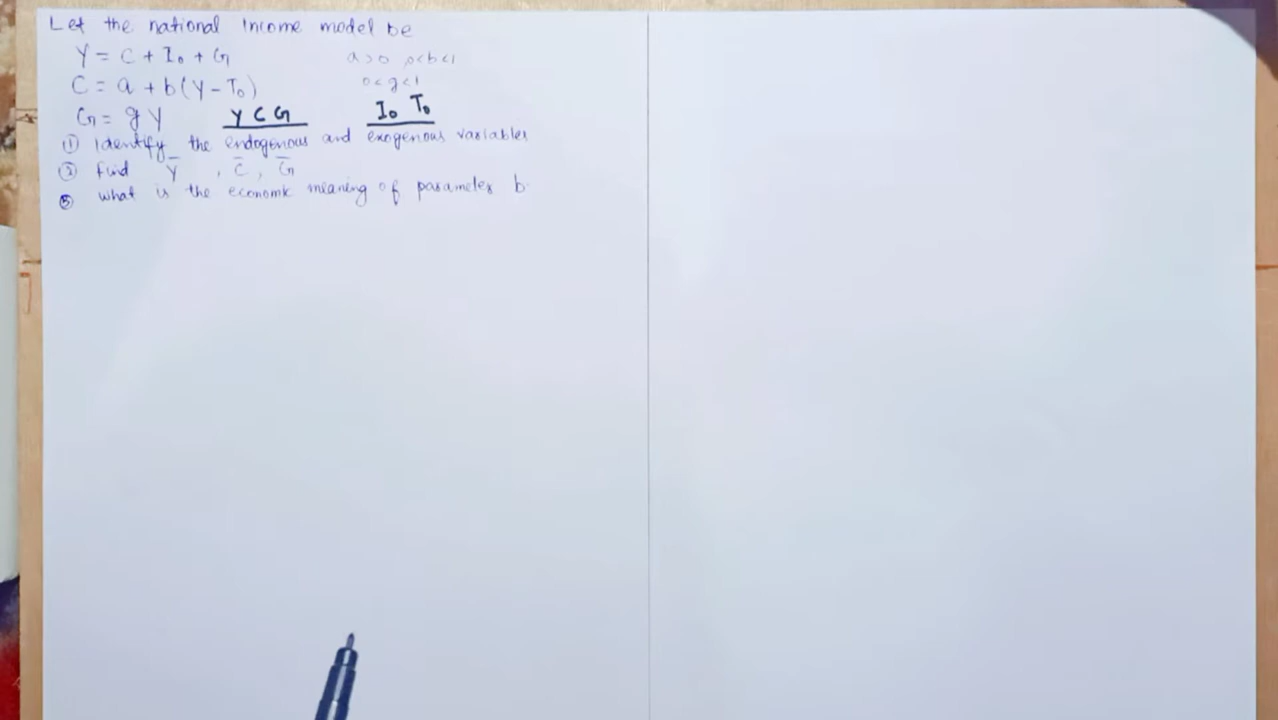 Let the national Income model be
Y = C + I₀ + G a>0 0<b<1
C = a + b(Y-T₀) 0<g<1
G = gY Y C G I₀ T₀
① Identify the endogenous and exogenous variables
② Find Ȳ , C̄ , Ḡ
③ what is the economic meaning of parameter b